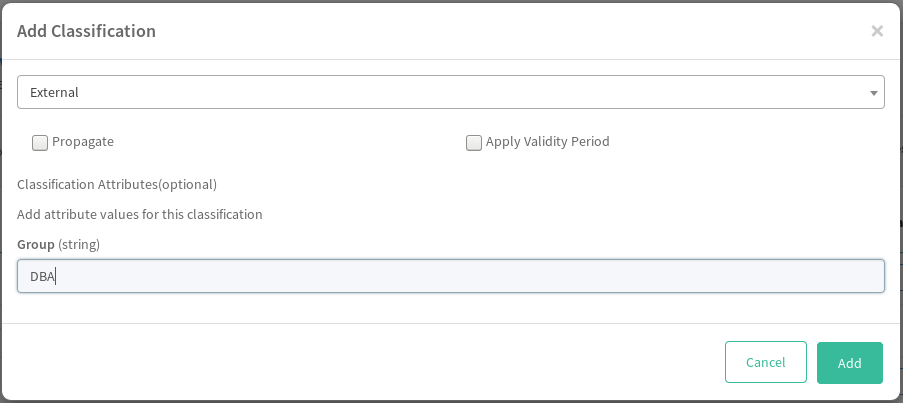 Add Classification
×
External
Propagate
Apply Validity Period
Classification Attributes(optional)
Add attribute values for this classification
Group (string)
DBA
Cancel
Add